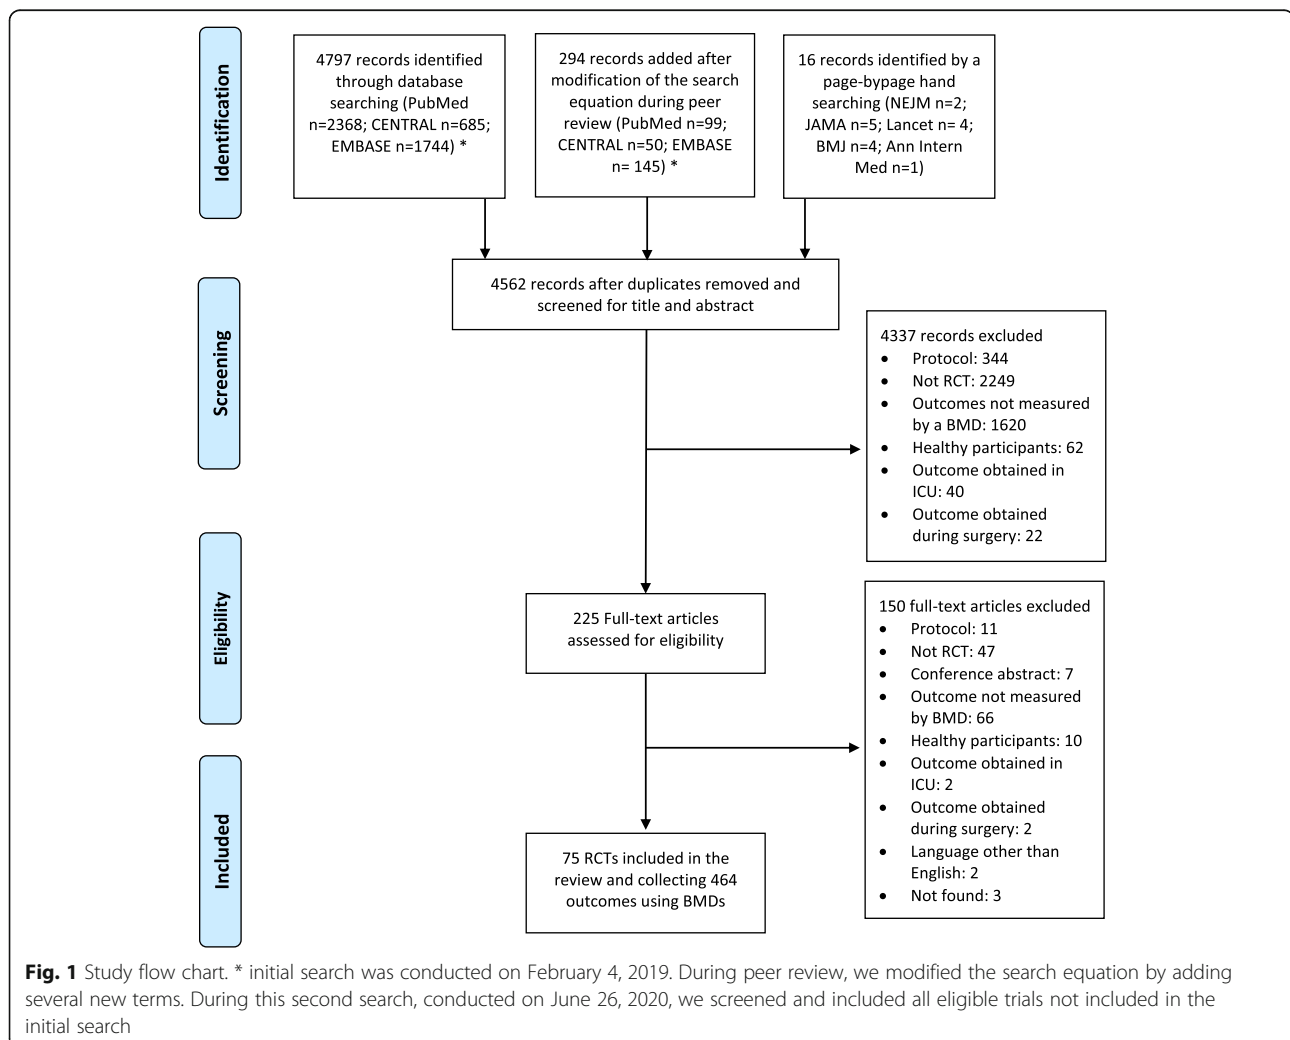 Identification
4797 records identified
through database
searching (PubMed
n=2368; CENTRAL n=685;
EMBASE n=1744) *
294 records added after
modification of the search
equation during peer
review (PubMed n=99;
CENTRAL n=50; EMBASE
n= 145) *
16 records identified by a
page-bypage hand
searching (NEJM n=2;
JAMA n=5; Lancet n= 4;
BMJ n=4; Ann Intern
Med n=1)
Screening
4562 records after duplicates removed and
screened for title and abstract
4337 records excluded
• Protocol: 344
• Not RCT: 2249
• Outcomes not measured
by a BMD: 1620
• Healthy participants: 62
• Outcome obtained in
ICU: 40
• Outcome obtained
during surgery: 22
Eligibility
225 Full-text articles
assessed for eligibility
150 full-text articles excluded
• Protocol: 11
• Not RCT: 47
• Conference abstract: 7
• Outcome not measured
by BMD: 66
• Healthy participants: 10
• Outcome obtained in
ICU: 2
• Outcome obtained
during surgery: 2
• Language other than
English: 2
• Not found: 3
Included
75 RCTs included in the
review and collecting 464
outcomes using BMDs
Fig. 1 Study flow chart. * initial search was conducted on February 4, 2019. During peer review, we modified the search equation by adding
several new terms. During this second search, conducted on June 26, 2020, we screened and included all eligible trials not included in the
initial search